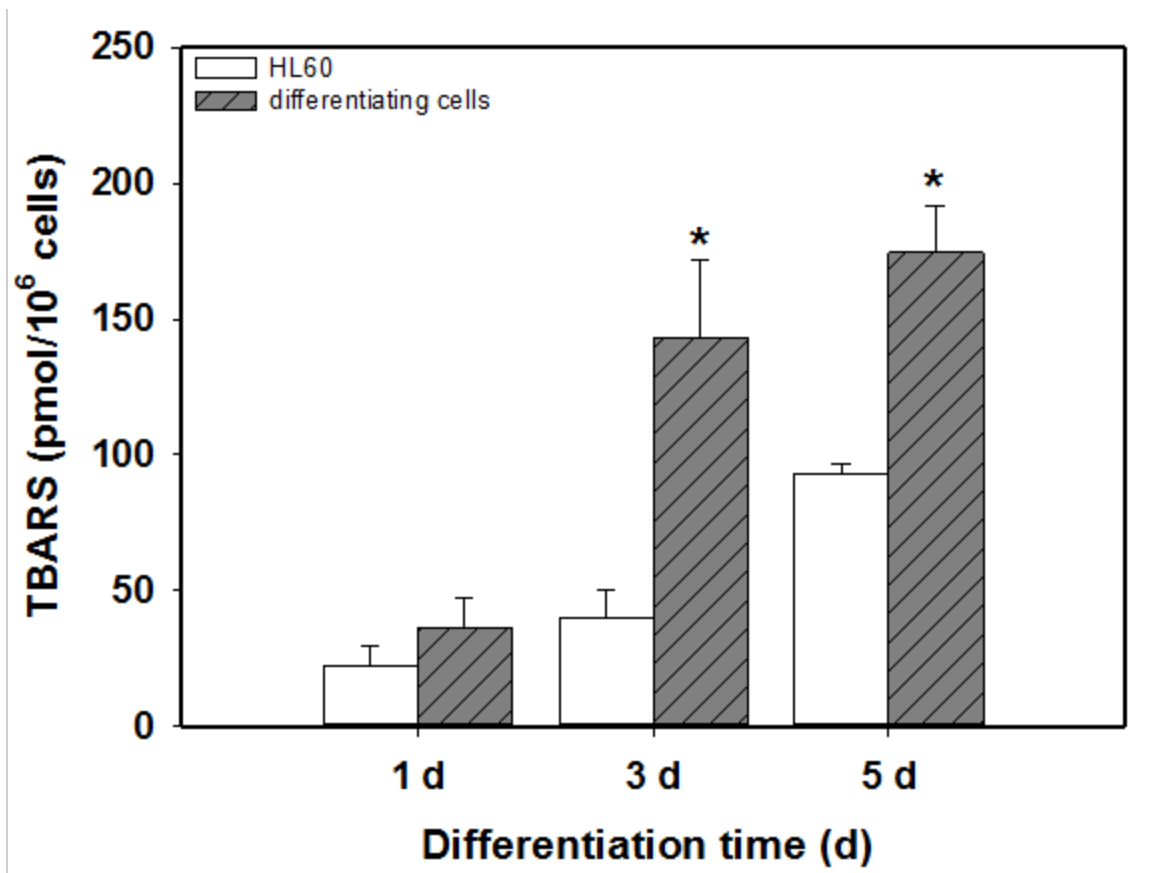 250
HL60
differentiating cells
200
*
*
150
100
50
0
TBARS (pmol/10⁶ cells)
1 d
3 d
5 d
Differentiation time (d)